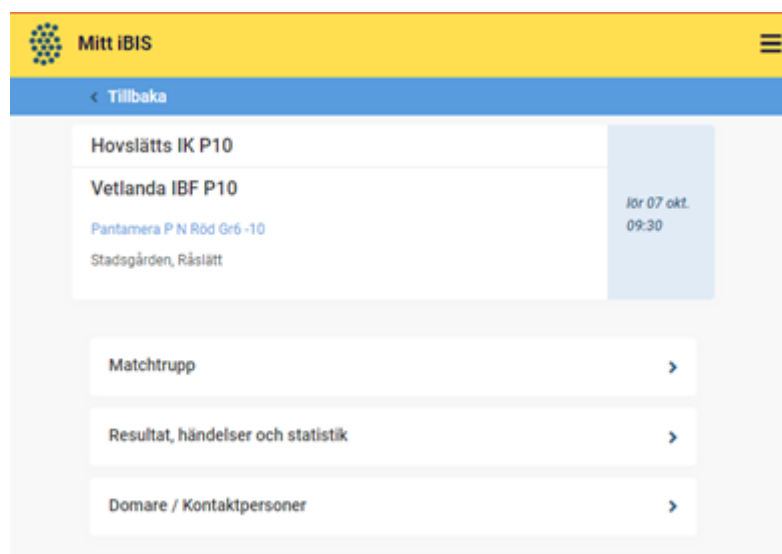 Mitt iBIS
< Tillbaka
Hovslätts IK P10
Vetlanda IBF P10
Pantamera P N Röd Gr6 -10
Stadsgården, Råslätt
lör 07 okt.
09:30
Matchtrupp
Resultat, händelser och statistik
Domare / Kontaktpersoner